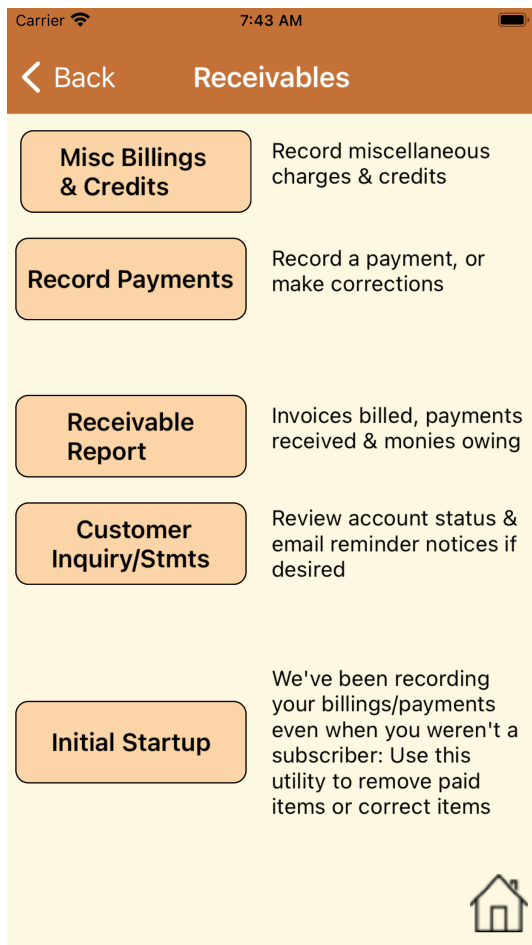 Carrier 7:43 AM
Back Receivables
Misc Billings
& Credits
Record miscellaneous
charges & credits
Record Payments
Record a payment, or
make corrections
Receivable
Report
Invoices billed, payments
received & monies owing
Customer
Inquiry/Stmts
Review account status &
email reminder notices if
desired
Initial Startup
We've been recording
your billings/payments
even when you weren't a
subscriber: Use this
utility to remove paid
items or correct items